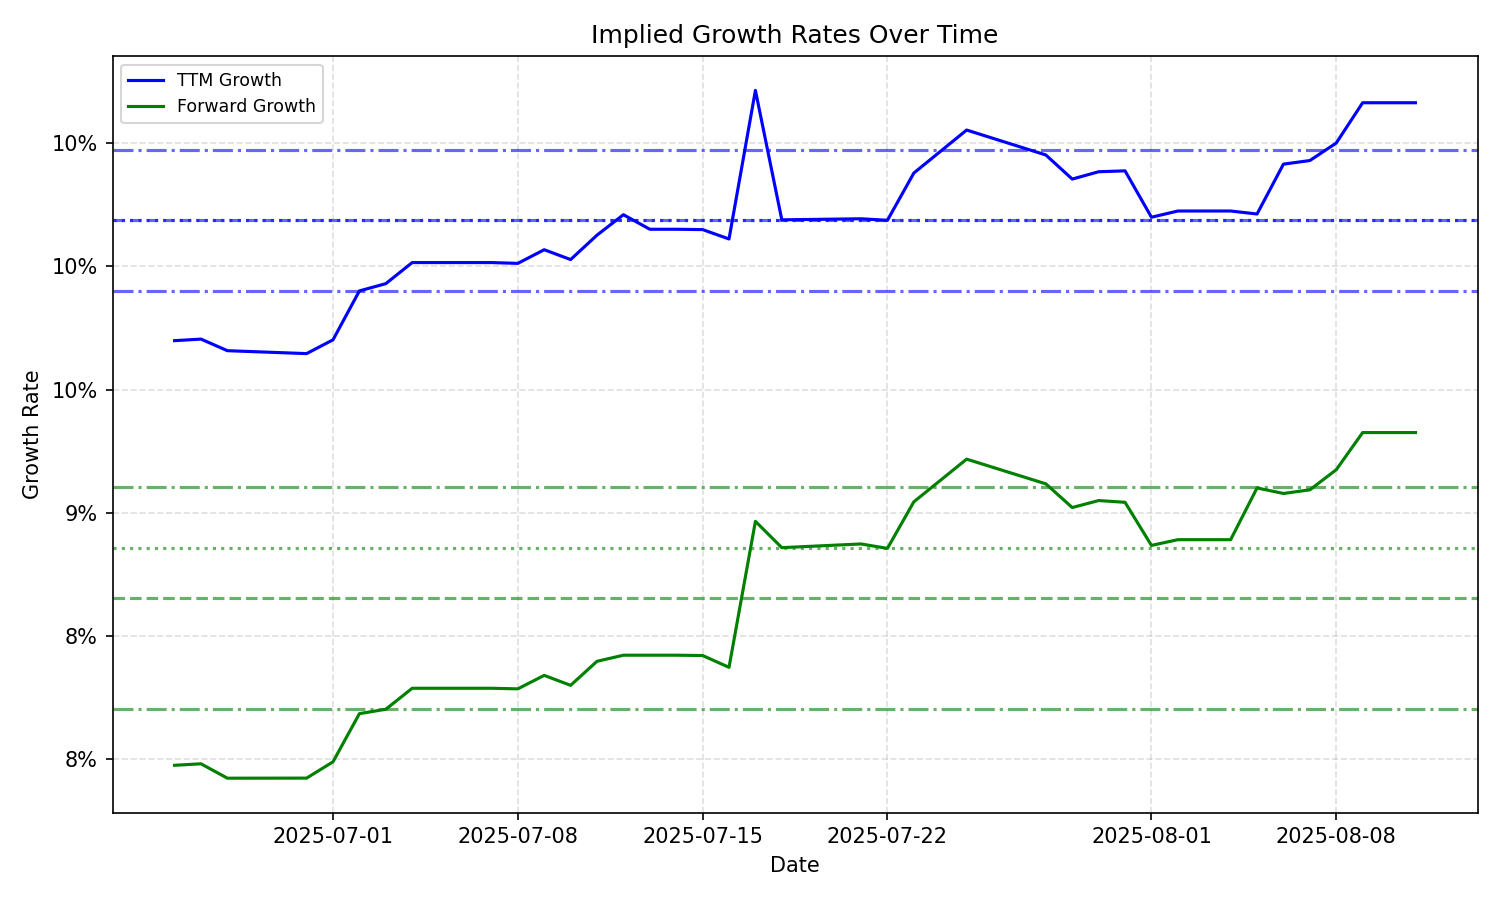 Implied Growth Rates Over Time
TTM Growth
Forward Growth
10%
10%
10%
9%
8%
8%
Growth Rate
2025-07-01
2025-07-08
2025-07-15
2025-07-22
2025-08-01
2025-08-08
Date